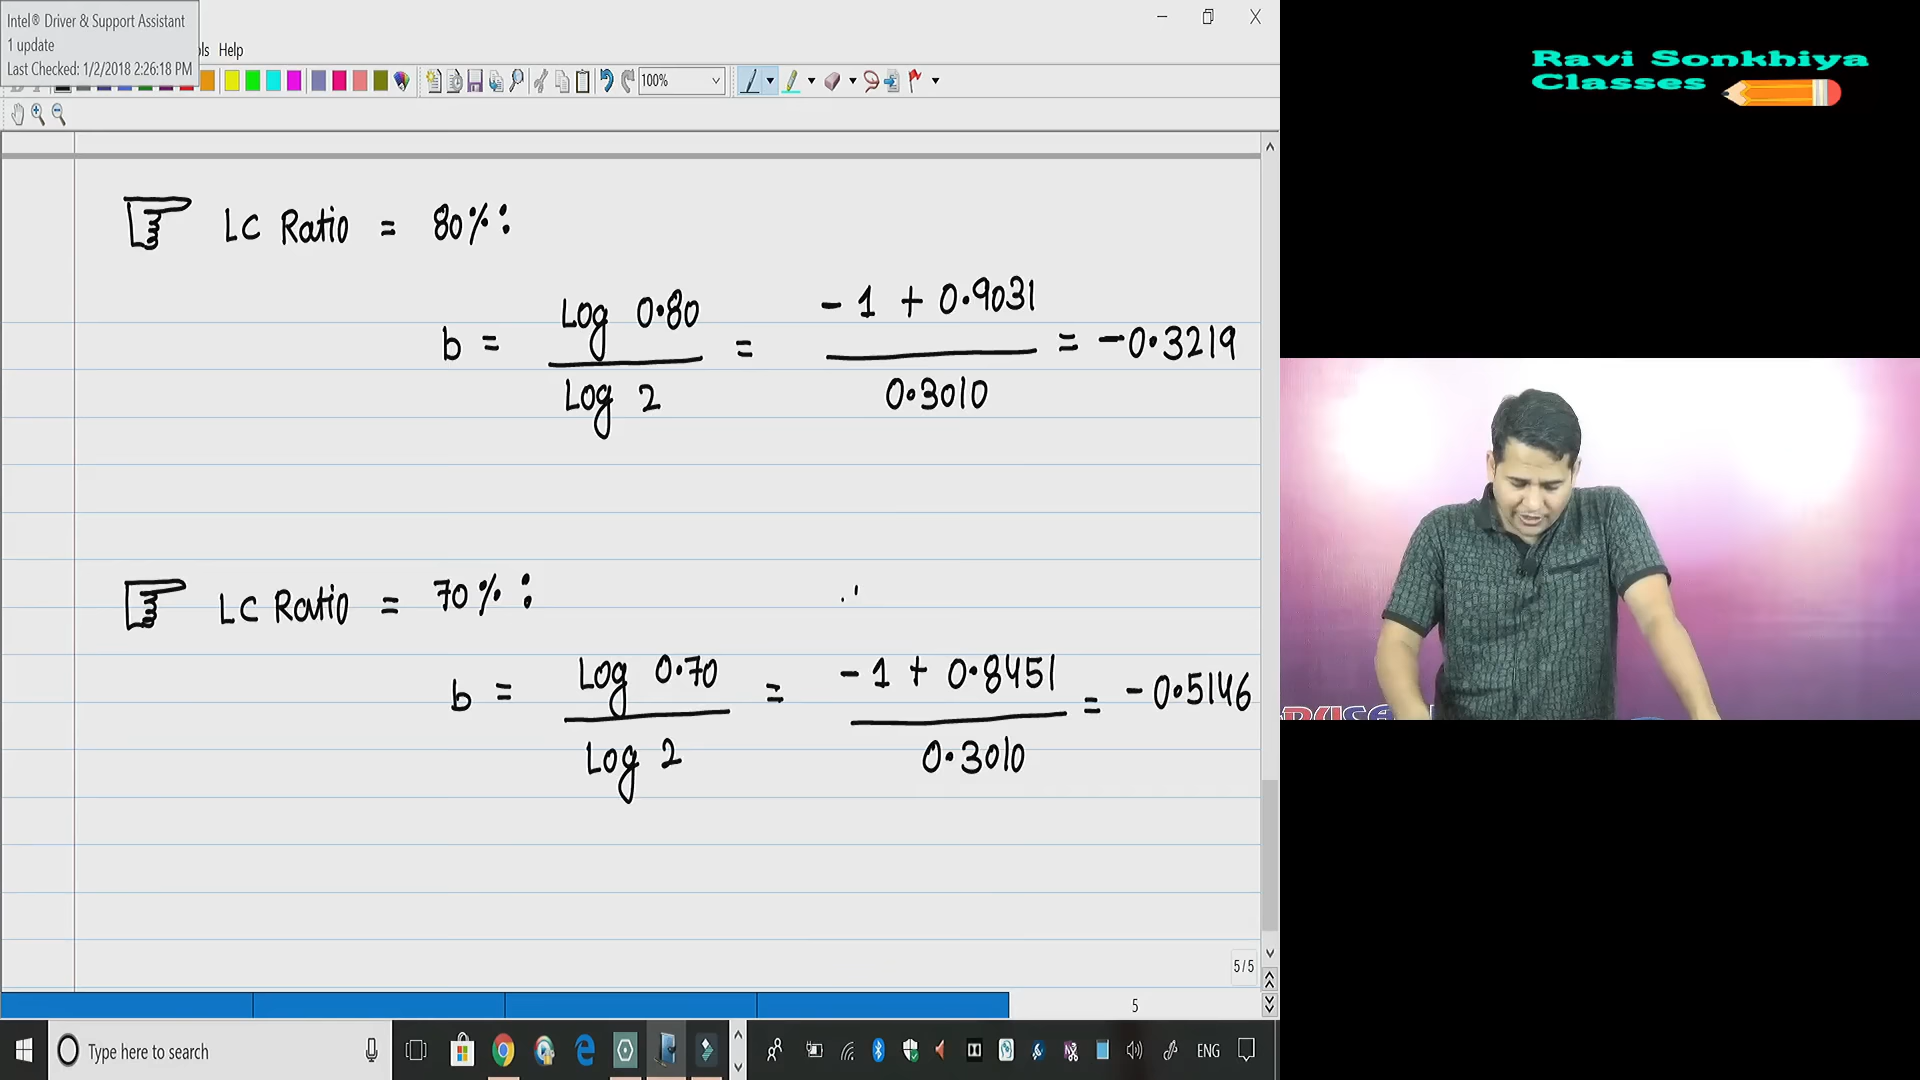 Intel® Driver & Support Assistant
1 update
Last Checked: 1/2/2018 2:26:18 PM
ols Help
100%
Ravi Sonkhiya
Classes
LC Ratio = 80%:
b = Log 0.80 / Log 2 = -1 + 0.9031 / 0.3010 = -0.3219
LC Ratio = 70%:
b = Log 0.70 / Log 2 = -1 + 0.8451 / 0.3010 = -0.5146
5/5
5
Type here to search
ENG